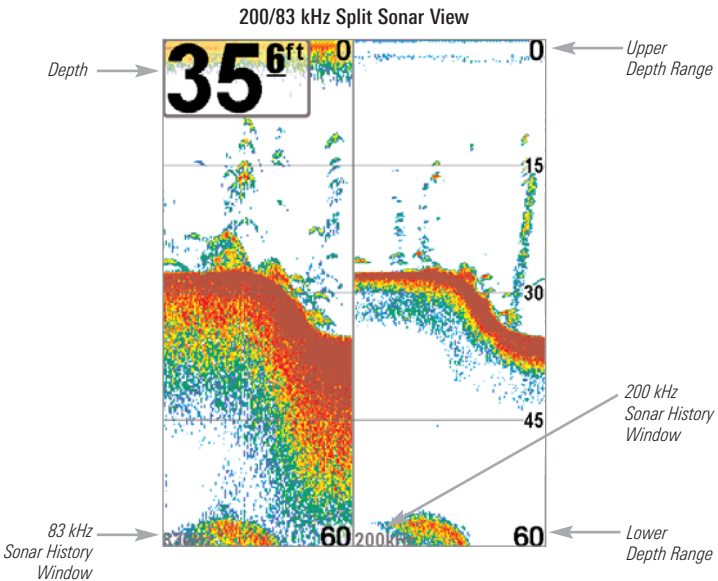 200/83 kHz Split Sonar View
Depth
35 6 ft
0
0
Upper
Depth Range
15
30
45
200 kHz
Sonar History
Window
83 kHz
Sonar History
Window
83kHz
60
200kHz
60
Lower
Depth Range